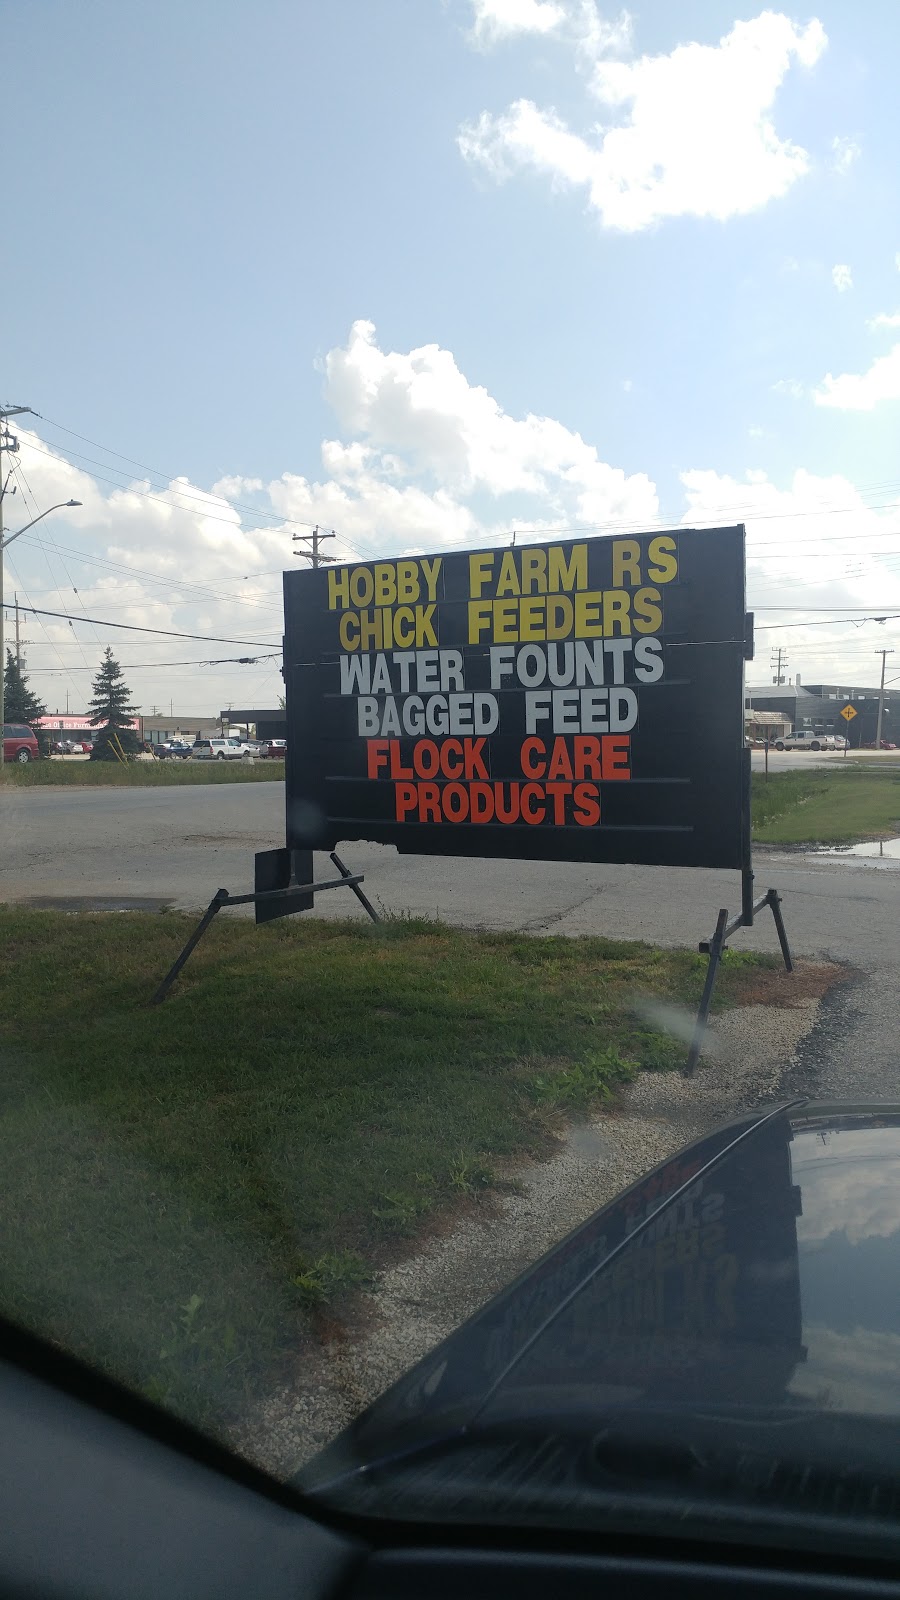 HOBBY FARM RS
CHICK FEEDERS
WATER FOUNTS
BAGGED FEED
FLOCK CARE
PRODUCTS